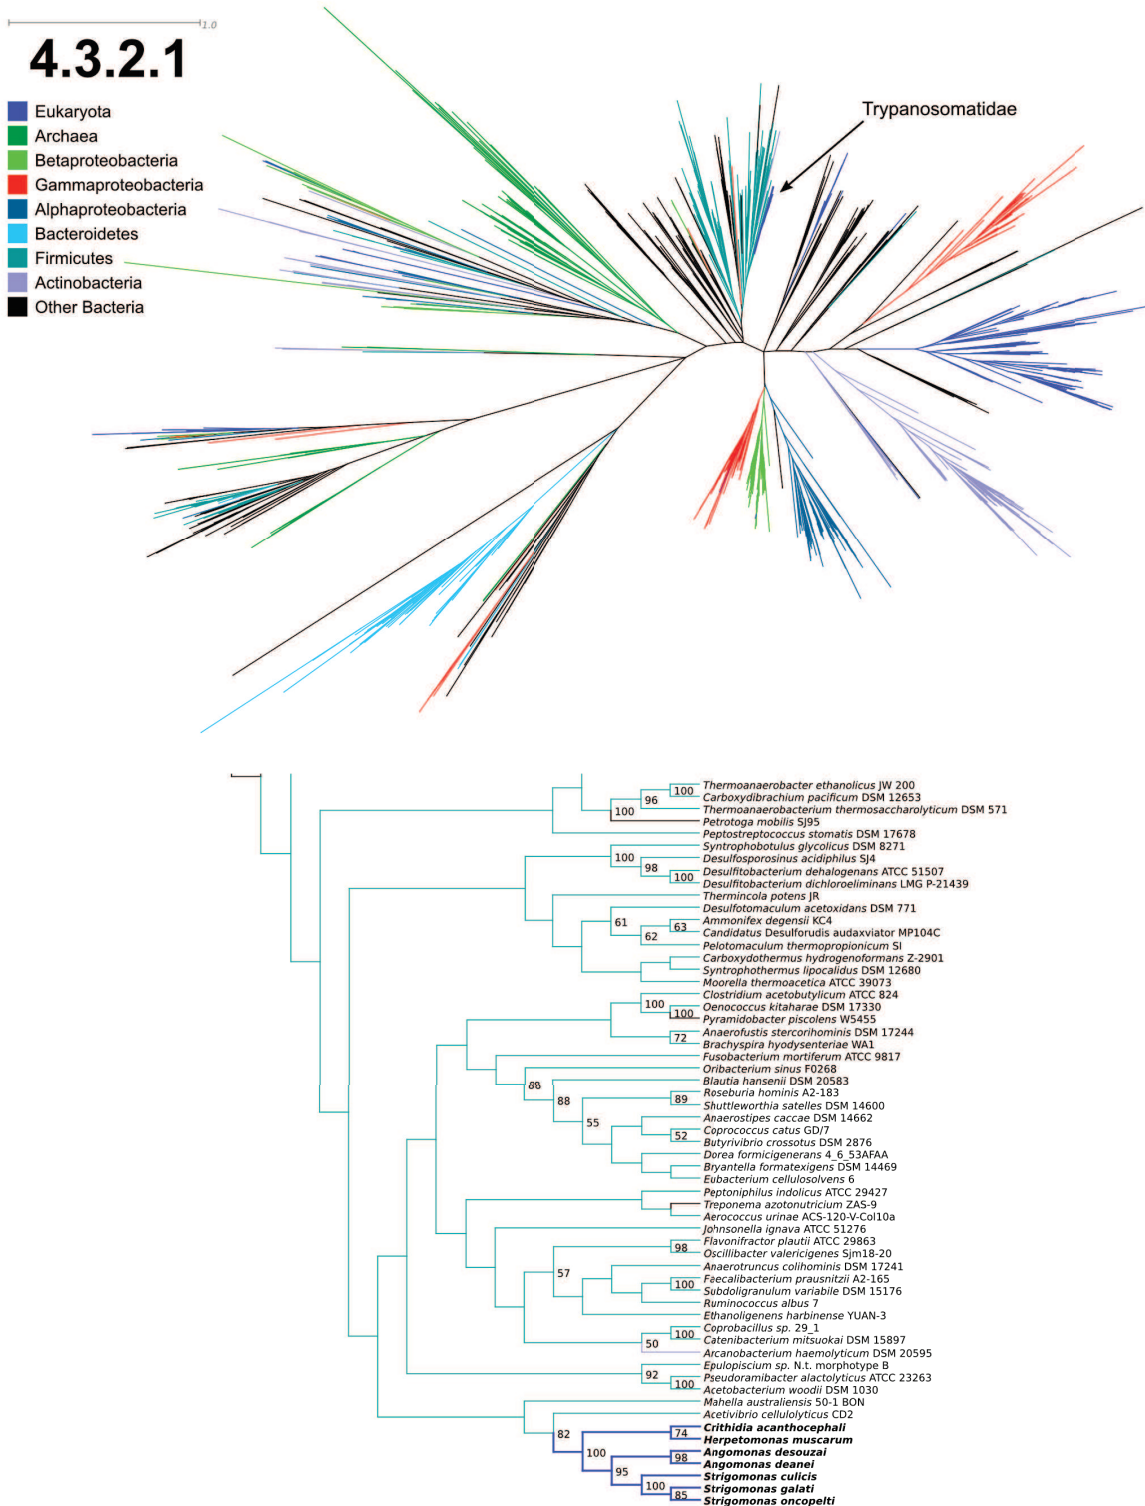 1.0
4.3.2.1
Eukaryota
Archaea
Betaproteobacteria
Gammaproteobacteria
Alphaproteobacteria
Bacteroidetes
Firmicutes
Actinobacteria
Other Bacteria
Trypanosomatidae
Thermoanaerobacter ethanolicus JW 200
100
Carboxydibrachium pacificum DSM 12653
96
Thermoanaerobacterium thermosaccharolyticum DSM 571
100
Petrotoga mobilis SJ95
Peptostreptococcus stomatis DSM 17678
Syntrophobotulus glycolicus DSM 8271
100
Desulfosporosinus acidiphilus SJ4
98
Desulfitobacterium dehalogenans ATCC 51507
100
Desulfitobacterium dichloroeliminans LMG P-21439
Thermincola potens JR
Desulfotomaculum acetoxidans DSM 771
61
Ammonifex degensii KC4
63
Candidatus Desulforudis audaxviator MP104C
62
Pelotomaculum thermopropionicum SI
Carboxydothermus hydrogenoformans Z-2901
Syntrophothermus lipocalidus DSM 12680
Moorella thermoacetica ATCC 39073
Clostridium acetobutylicum ATCC 824
100
Oenococcus kitaharae DSM 17330
100
Pyramidobacter piscolens W5455
Anaerofustis stercorihominis DSM 17244
72
Brachyspira hyodysenteriae WA1
Fusobacterium mortiferum ATCC 9817
Oribacterium sinus F0268
Blautia hansenii DSM 20583
88
Roseburia hominis A2-183
89
Shuttleworthia satelles DSM 14600
Anaerostipes caccae DSM 14662
55
Coprococcus catus GD/7
52
Butyrivibrio crossotus DSM 2876
Dorea formicigenerans 4_6_53AFAA
Bryantella formatexigens DSM 14469
Eubacterium cellulosolvens 6
Peptoniphilus indolicus ATCC 29427
Treponema azotonutricium ZAS-9
Aerococcus urinae ACS-120-V-Col10a
Johnsonella ignava ATCC 51276
Flavonifractor plautii ATCC 29863
98
Oscillibacter valericigenes Sjm18-20
Anaerotruncus colihominis DSM 17241
57
Faecalibacterium prausnitzii A2-165
100
Subdoligranulum variabile DSM 15176
Ruminococcus albus 7
Ethanoligenens harbinense YUAN-3
Coprobacillus sp. 29_1
100
Catenibacterium mitsuokai DSM 15897
50
Arcanobacterium haemolyticum DSM 20595
Epulopiscium sp. N.t. morphotype B
92
Pseudoramibacter alactolyticus ATCC 23263
100
Acetobacterium woodii DSM 1030
Mahella australiensis 50-1 BON
Acetivibrio cellulolyticus CD2
Crithidia acanthocephali
82
74
Herpetomonas muscarum
Angomonas desouzai
100
98
Angomonas deanei
95
Strigomonas culicis
100
Strigomonas galati
85
Strigomonas oncopelti